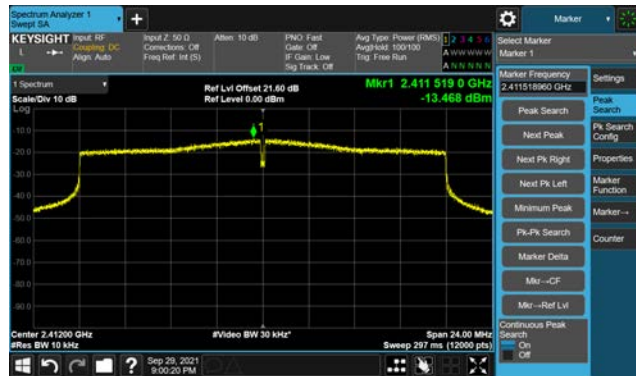 Spectrum Analyzer 1
Swept SA
Marker
KEYSIGHT
L
Input: RF
Coupling: DC
Align: Auto
Input Z: 50 Ω
Corrections: Off
Freq Ref: Int (S)
Atten: 10 dB
PNO: Fast
Gate: Off
IF Gain: Low
Sig Track: Off
Avg Type: Power (RMS)
Avg|Hold: 100/100
Trig: Free Run
1 2 3 4 5 6
A W W W W W
A N N N N N
Select Marker
Marker 1
1 Spectrum
Scale/Div 10 dB
Log
Ref Lvl Offset 21.60 dB
Ref Level 0.00 dBm
Mkr1 2.411 519 0 GHz
-13.468 dBm
1
-10.0
-20.0
-30.0
-40.0
-50.0
-60.0
-70.0
-80.0
-90.0
Center 2.41200 GHz
#Res BW 10 kHz
#Video BW 30 kHz*
Span 24.00 MHz
Sweep 297 ms (12000 pts)
Marker Frequency
2.411518960 GHz
Peak Search
Next Peak
Next Pk Right
Next Pk Left
Minimum Peak
Pk-Pk Search
Marker Delta
Mkr→CF
Mkr→Ref Lvl
Continuous Peak
Search
On
Off
Settings
Peak
Search
Pk Search
Config
Properties
Marker
Function
Marker→
Counter
?
Sep 29, 2021
9:00:20 PM